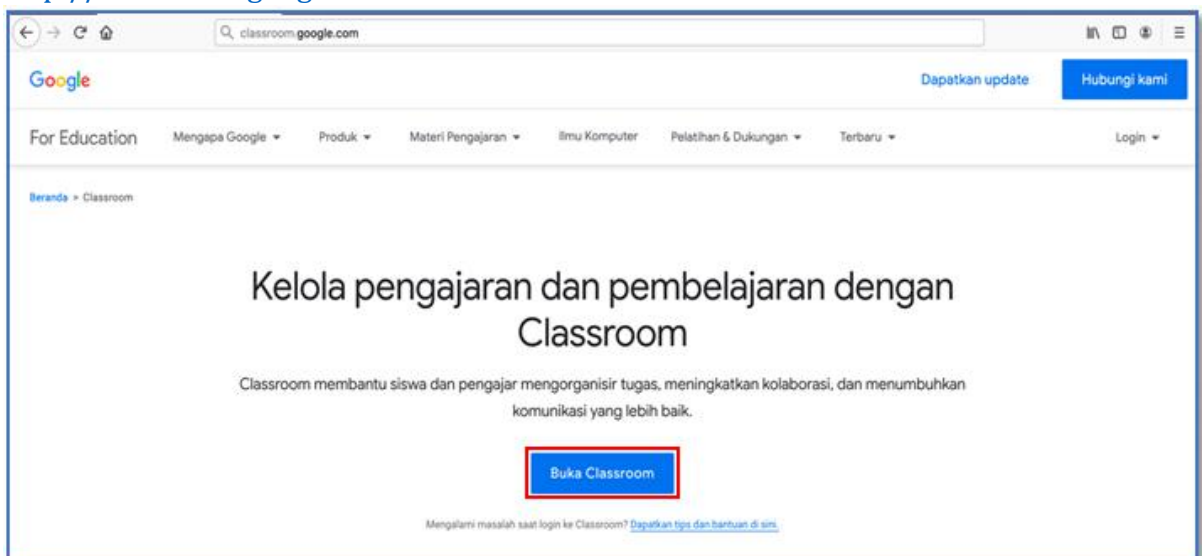 classroom.google.com
Google
Dapatkan update
Hubungi kami
For Education
Mengapa Google
Produk
Materi Pengajaran
Ilmu Komputer
Pelatihan & Dukungan
Terbaru
Login
Beranda > Classroom
Kelola pengajaran dan pembelajaran dengan
Classroom
Classroom membantu siswa dan pengajar mengorganisir tugas, meningkatkan kolaborasi, dan menumbuhkan
komunikasi yang lebih baik.
Buka Classroom
Mengalami masalah saat login ke Classroom? Dapatkan tips dan bantuan di sini.